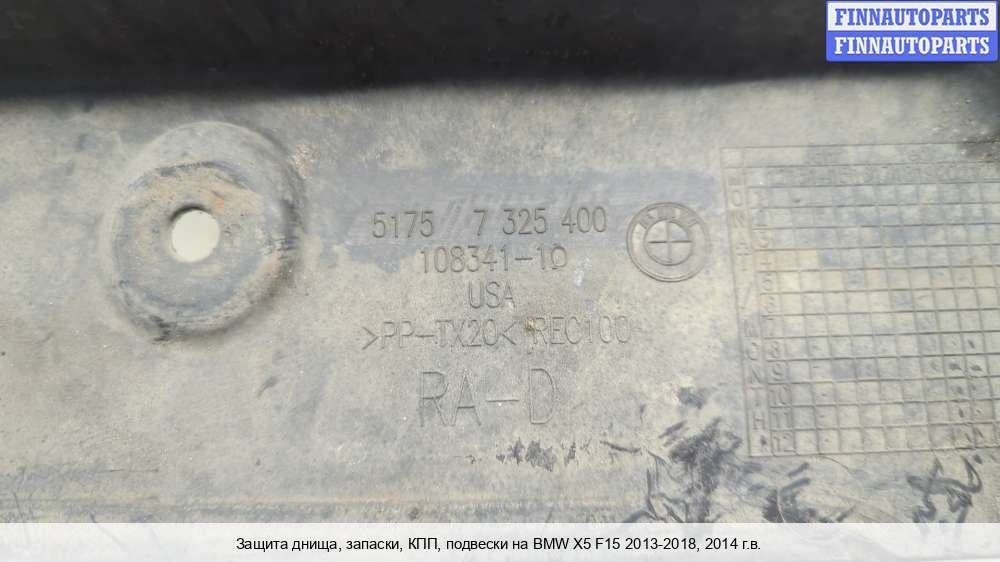 FINNAUTOPARTS
FINNAUTOPARTS
5175 7 325 400
108341-10
USA
>PP-TX20< REC100
RA-D
Защита днища, запаски, КПП, подвески на BMW X5 F15 2013-2018, 2014 г.в.